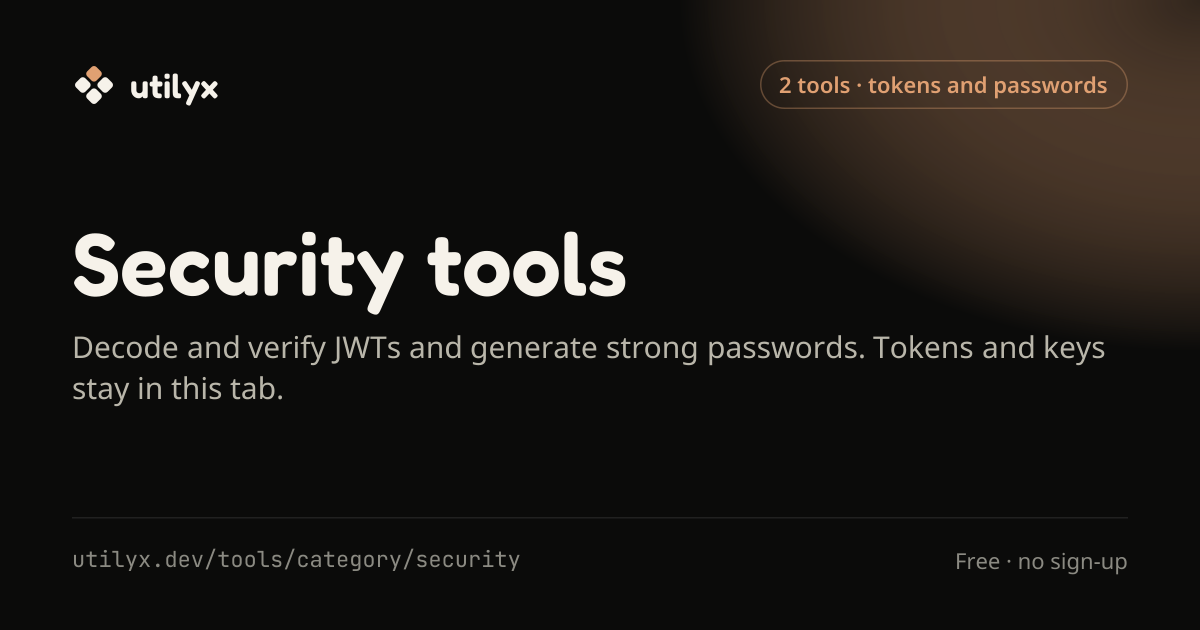 utilyx
2 tools · tokens and passwords
Security tools
Decode and verify JWTs and generate strong passwords. Tokens and keys
stay in this tab.
utilyx.dev/tools/category/security
Free · no sign-up